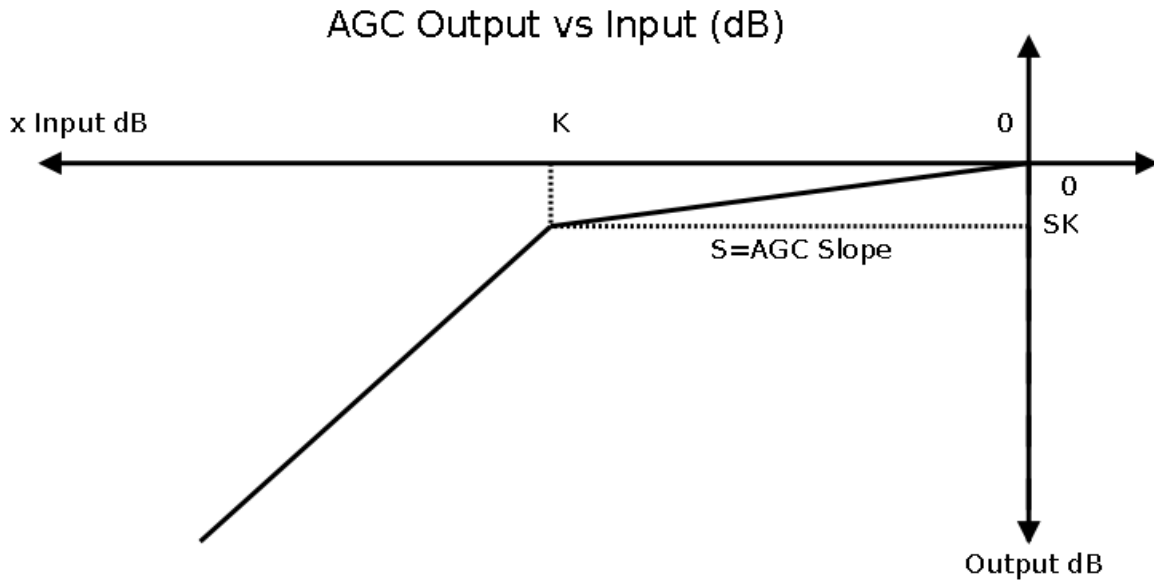 AGC Output vs Input (dB)
x Input dB
K
0
0
SK
S=AGC Slope
Output dB